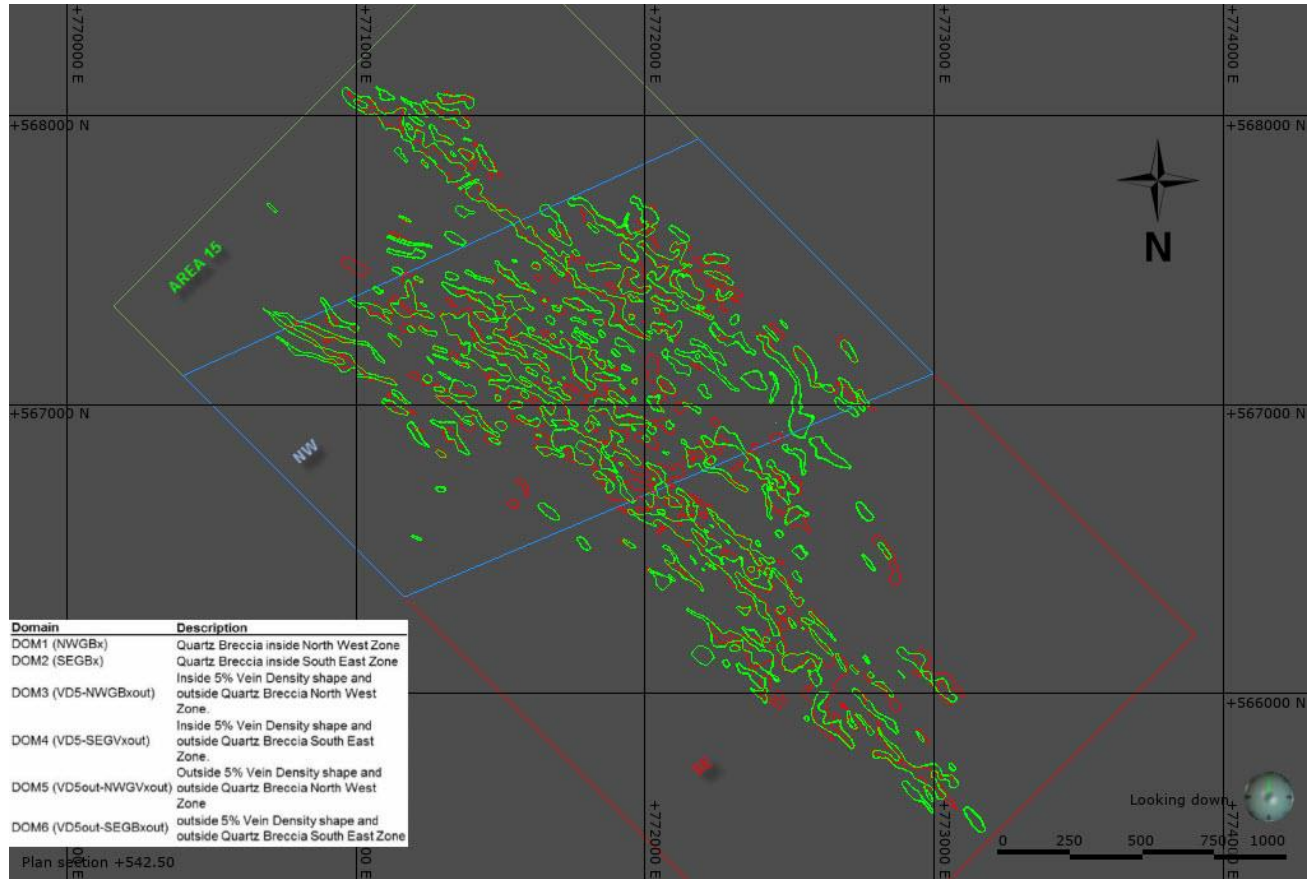 +770000 E
+771000 E
+772000 E
+773000 E
+774000 E
+568000 N
+568000 N
AREA 15
N
+567000 N
+567000 N
NW
Domain Description
DOM1 (NWGBx) Quartz Breccia inside North West Zone
DOM2 (SEGBx) Quartz Breccia inside South East Zone
DOM3 (VD5-NWGBxout) Inside 5% Vein Density shape and
outside Quartz Breccia North West
Zone.
DOM4 (VD5-SEGVxout) Inside 5% Vein Density shape and
outside Quartz Breccia South East
Zone.
DOM5 (VD5out-NWGVxout) Outside 5% Vein Density shape and
outside Quartz Breccia North West
Zone
DOM6 (VD5out-SEGBxout) outside 5% Vein Density shape and
outside Quartz Breccia South East Zone
+566000 N
SE
Looking down
0 250 500 750 1000
+772000 E
+773000 E
+774000 E
Plan section +542.50